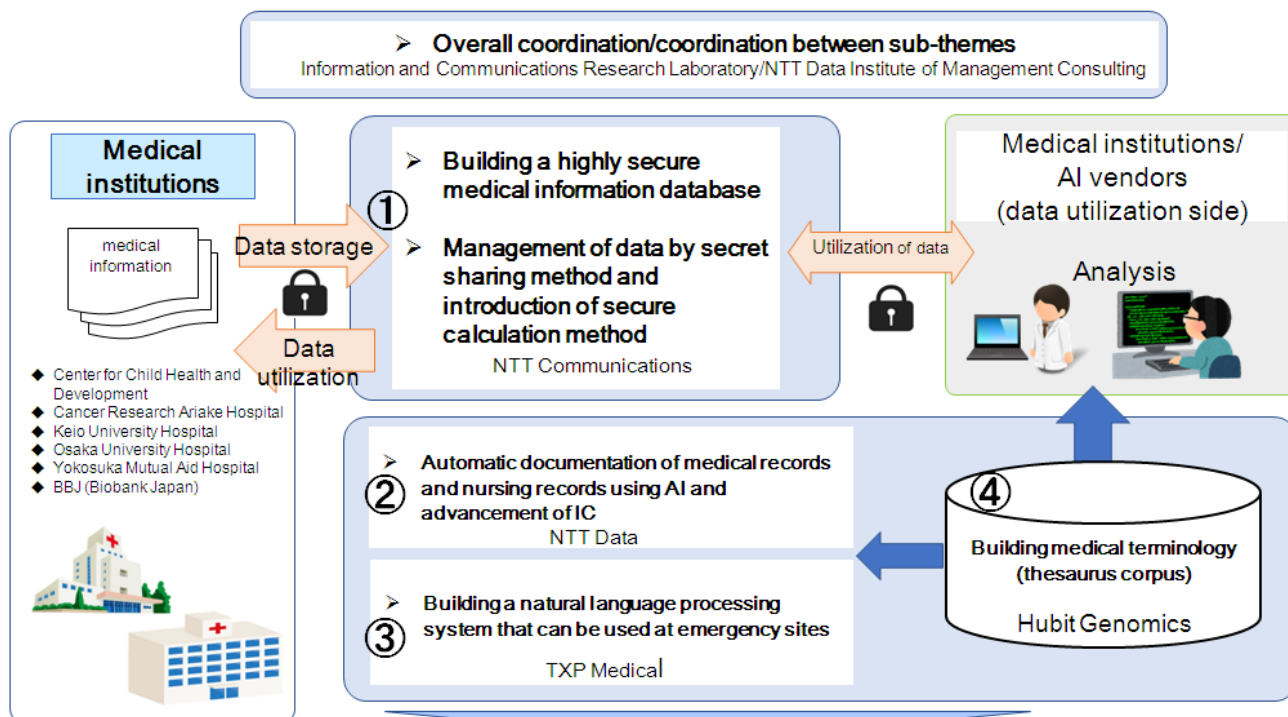 ➢ Overall coordination/coordination between sub-themes
Information and Communications Research Laboratory/NTT Data Institute of Management Consulting
Medical
institutions
medical
information
Data storage
Data
utilization
◆ Center for Child Health and
Development
◆ Cancer Research Ariake Hospital
◆ Keio University Hospital
◆ Osaka University Hospital
◆ Yokosuka Mutual Aid Hospital
◆ BBJ (Biobank Japan)
①
➢ Building a highly secure
medical information database
➢ Management of data by secret
sharing method and
introduction of secure
calculation method
NTT Communications
Utilization of data
Medical institutions/
AI vendors
(data utilization side)
Analysis
②
➢ Automatic documentation of medical records
and nursing records using AI and
advancement of IC
NTT Data
③
➢ Building a natural language processing
system that can be used at emergency sites
TXP Medical
④
Building medical terminology
(thesaurus corpus)
Hubit Genomics